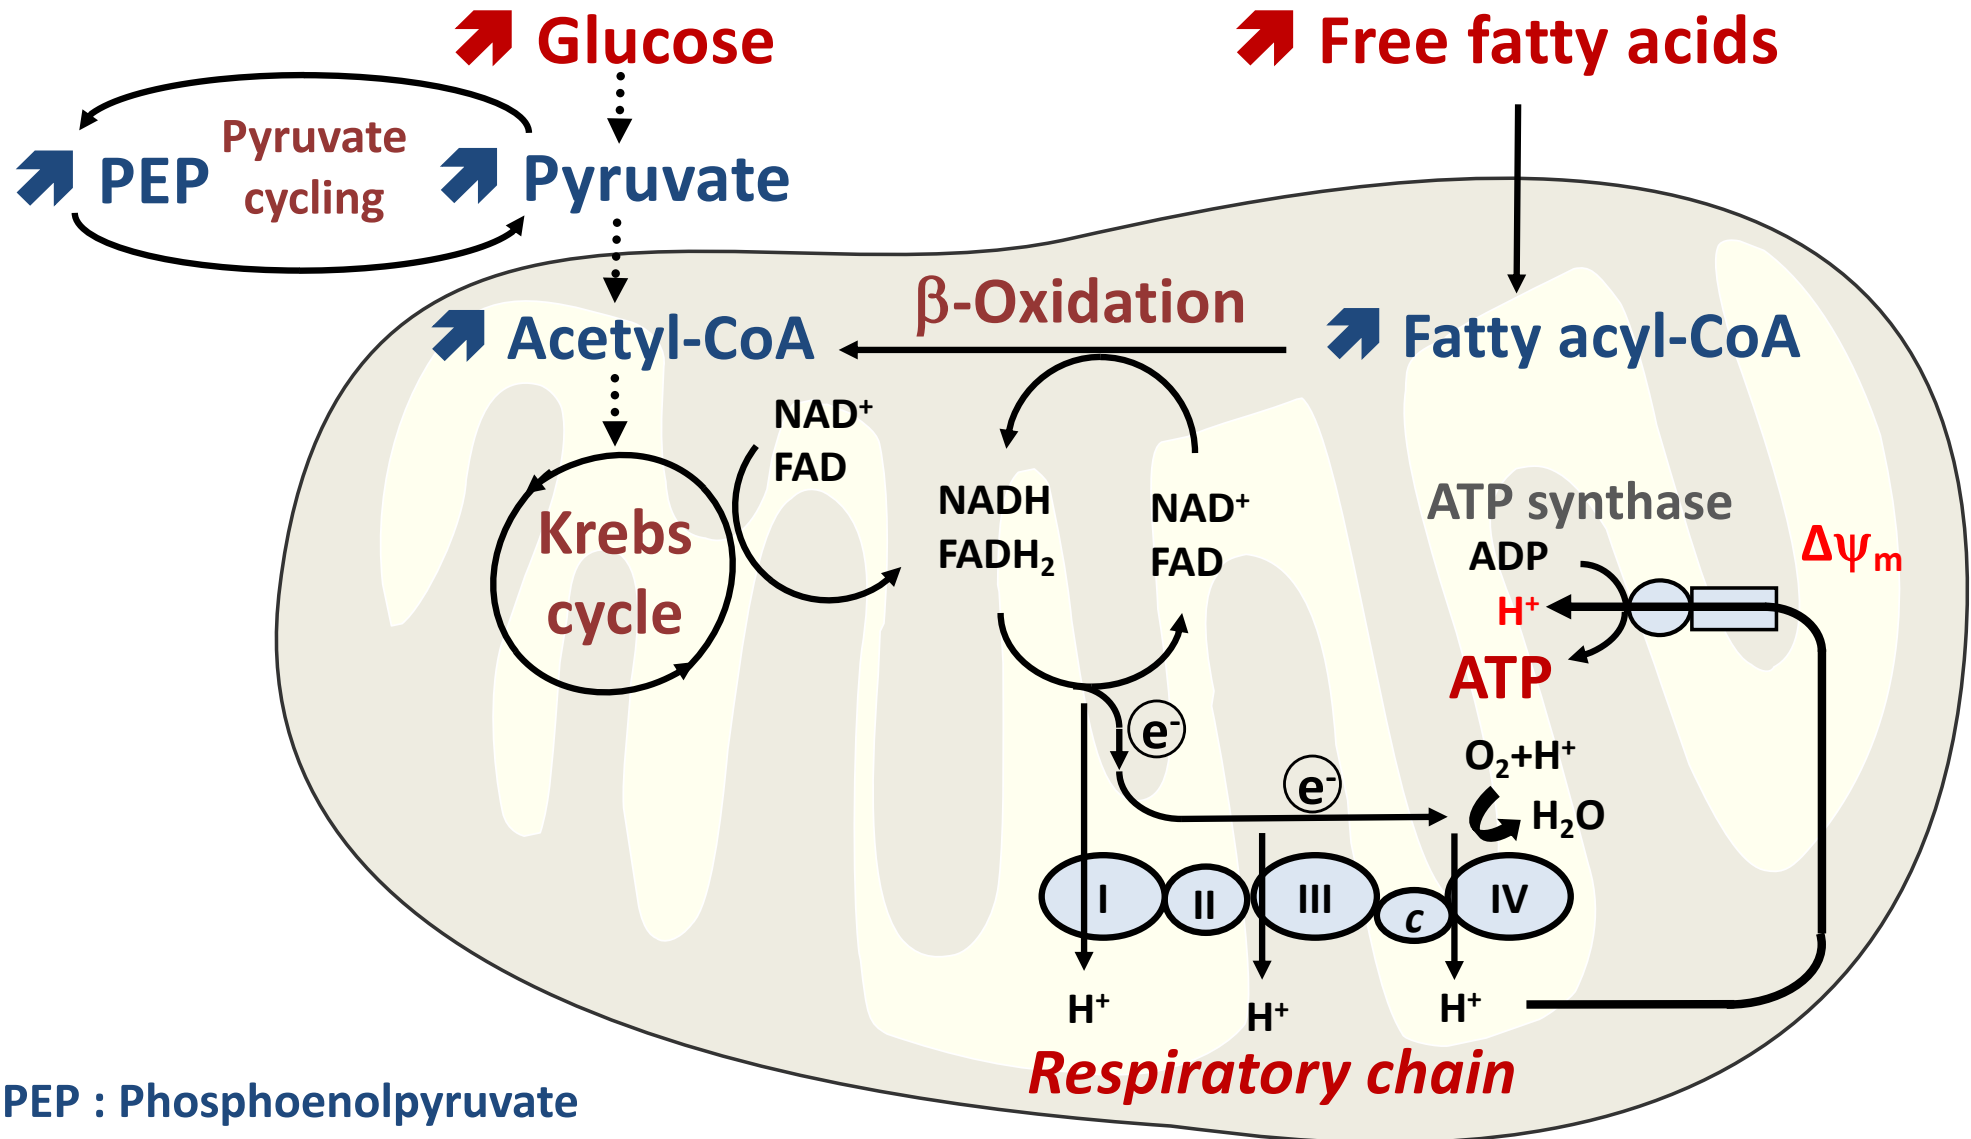 Glucose
Free fatty acids
Pyruvate
cycling
PEP
Pyruvate
β-Oxidation
Acetyl-CoA
Fatty acyl-CoA
NAD⁺
FAD
Krebs
cycle
NADH
FADH₂
NAD⁺
FAD
ATP synthase
ADP
H⁺
ATP
Δψₘ
e⁻
e⁻
O₂+H⁺
H₂O
I
II
III
c
IV
H⁺
H⁺
H⁺
Respiratory chain
PEP : Phosphoenolpyruvate